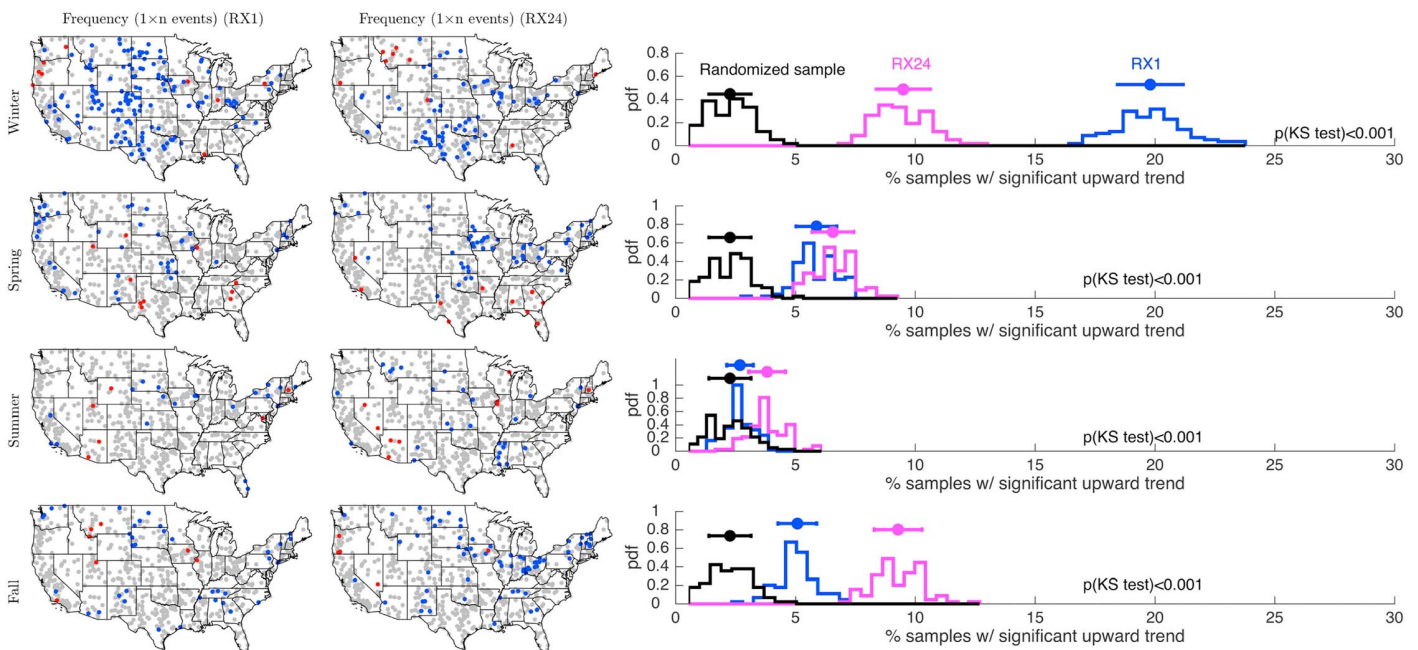 Frequency (1×n events) (RX1)
Frequency (1×n events) (RX24)
Winter
Spring
Summer
Fall
Randomized sample
RX24
RX1
pdf
0.8
0.6
0.4
0.2
0
p(KS test)<0.001
0 5 10 15 20 25 30
% samples w/ significant upward trend
pdf
1
0.8
0.6
0.4
0.2
0
p(KS test)<0.001
0 5 10 15 20 25 30
% samples w/ significant upward trend
pdf
1
0.8
0.6
0.4
0.2
p(KS test)<0.001
0 5 10 15 20 25 30
% samples w/ significant upward trend
pdf
1
0.8
0.6
0.4
0.2
0
p(KS test)<0.001
0 5 10 15 20 25 30
% samples w/ significant upward trend